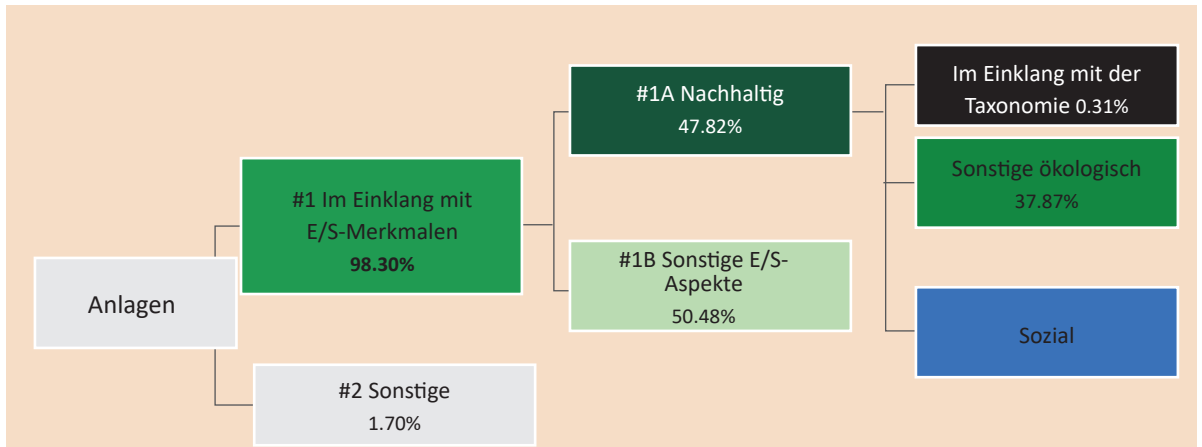 Anlagen
#1 Im Einklang mit
E/S-Merkmalen
98.30%
#2 Sonstige
1.70%
#1A Nachhaltig
47.82%
#1B Sonstige E/S-
Aspekte
50.48%
Im Einklang mit der
Taxonomie 0.31%
Sonstige ökologisch
37.87%
Sozial